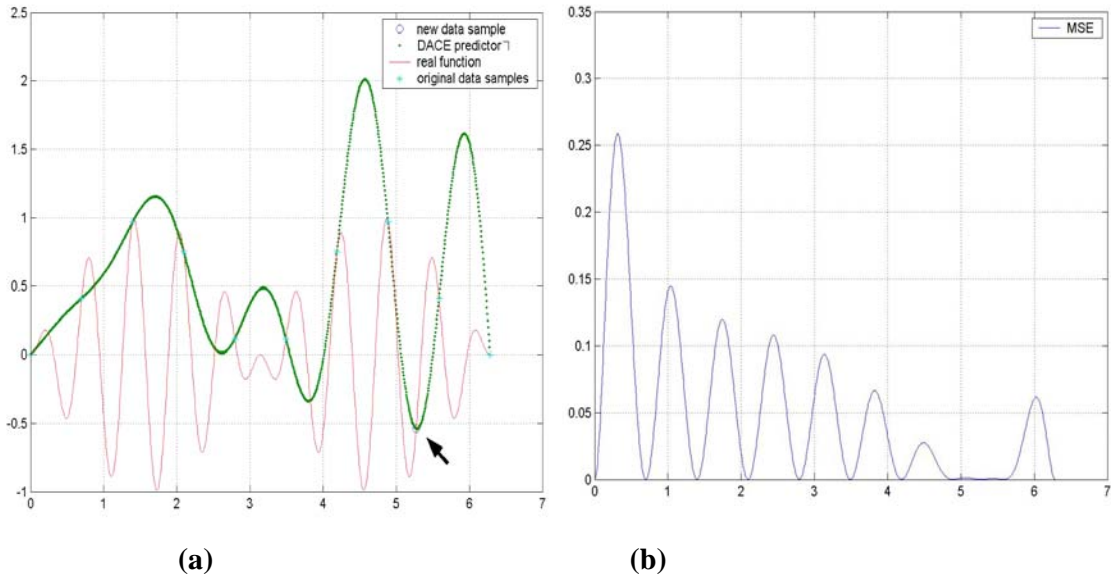 2.5
2
1.5
1
0.5
0
-0.5
-1
0 1 2 3 4 5 6 7
new data sample
DACE predictor
real function
original data samples
0.35
0.3
0.25
0.2
0.15
0.1
0.05
0
0 1 2 3 4 5 6 7
MSE
(a) (b)